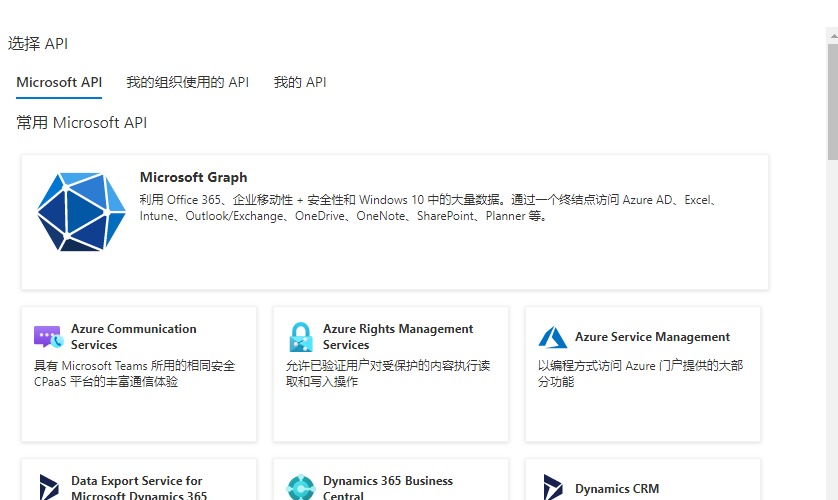 选择 API
Microsoft API 我的组织使用的 API 我的 API
常用 Microsoft API
Microsoft Graph
利用 Office 365、企业移动性 + 安全性和 Windows 10 中的大量数据。通过一个终结点访问 Azure AD、Excel、
Intune、Outlook/Exchange、OneDrive、OneNote、SharePoint、Planner 等。
Azure Communication
Services
具有 Microsoft Teams 所用的相同安全
CPaaS 平台的丰富通信体验
Azure Rights Management
Services
允许已验证用户对受保护的内容执行读
取和写入操作
Azure Service Management
以编程方式访问 Azure 门户提供的大部
分功能
Data Export Service for
Microsoft Dynamics 365
Dynamics 365 Business
Central
Dynamics CRM